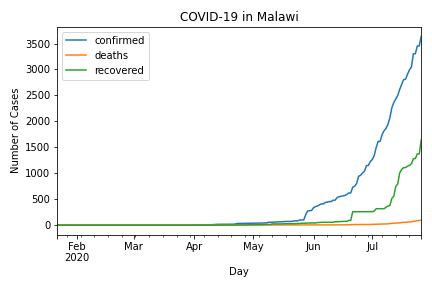 COVID-19 in Malawi
confirmed
deaths
recovered
Number of Cases
3500
3000
2500
2000
1500
1000
500
0
Feb Mar Apr May Jun Jul
2020
Day